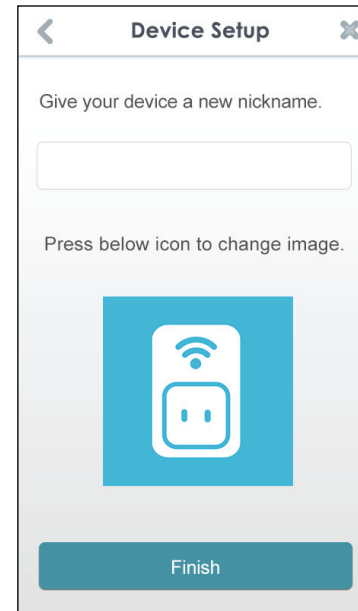 Device Setup
Give your device a new nickname.
Press below icon to change image.
Finish